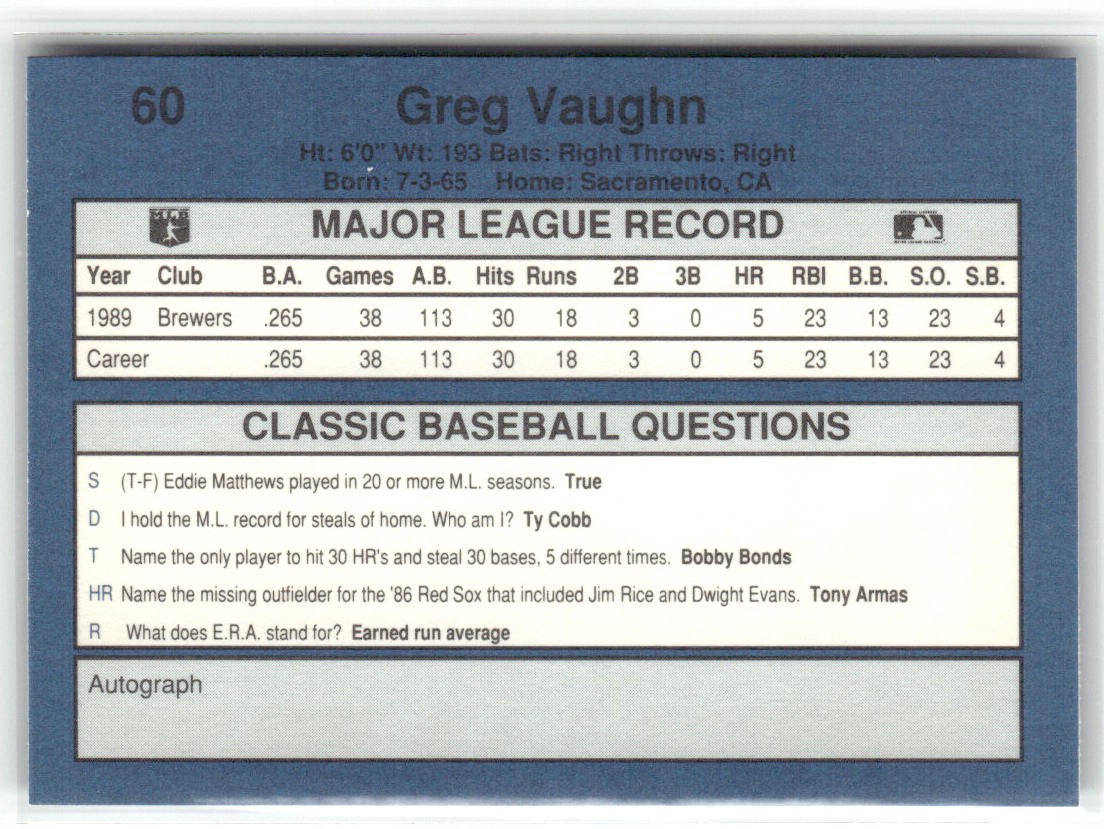 60 Greg Vaughn
Ht: 6'0" Wt: 193 Bats: Right Throws: Right
Born: 7-3-65 Home: Sacramento, CA
MLB MAJOR LEAGUE RECORD
Year Club B.A. Games A.B. Hits Runs 2B 3B HR RBI B.B. S.O. S.B.
1989 Brewers .265 38 113 30 18 3 0 5 23 13 23 4
Career .265 38 113 30 18 3 0 5 23 13 23 4
CLASSIC BASEBALL QUESTIONS
S (T-F) Eddie Matthews played in 20 or more M.L. seasons. True
D I hold the M.L. record for steals of home. Who am I? Ty Cobb
T Name the only player to hit 30 HR's and steal 30 bases, 5 different times. Bobby Bonds
HR Name the missing outfielder for the '86 Red Sox that included Jim Rice and Dwight Evans. Tony Armas
R What does E.R.A. stand for? Earned run average
Autograph